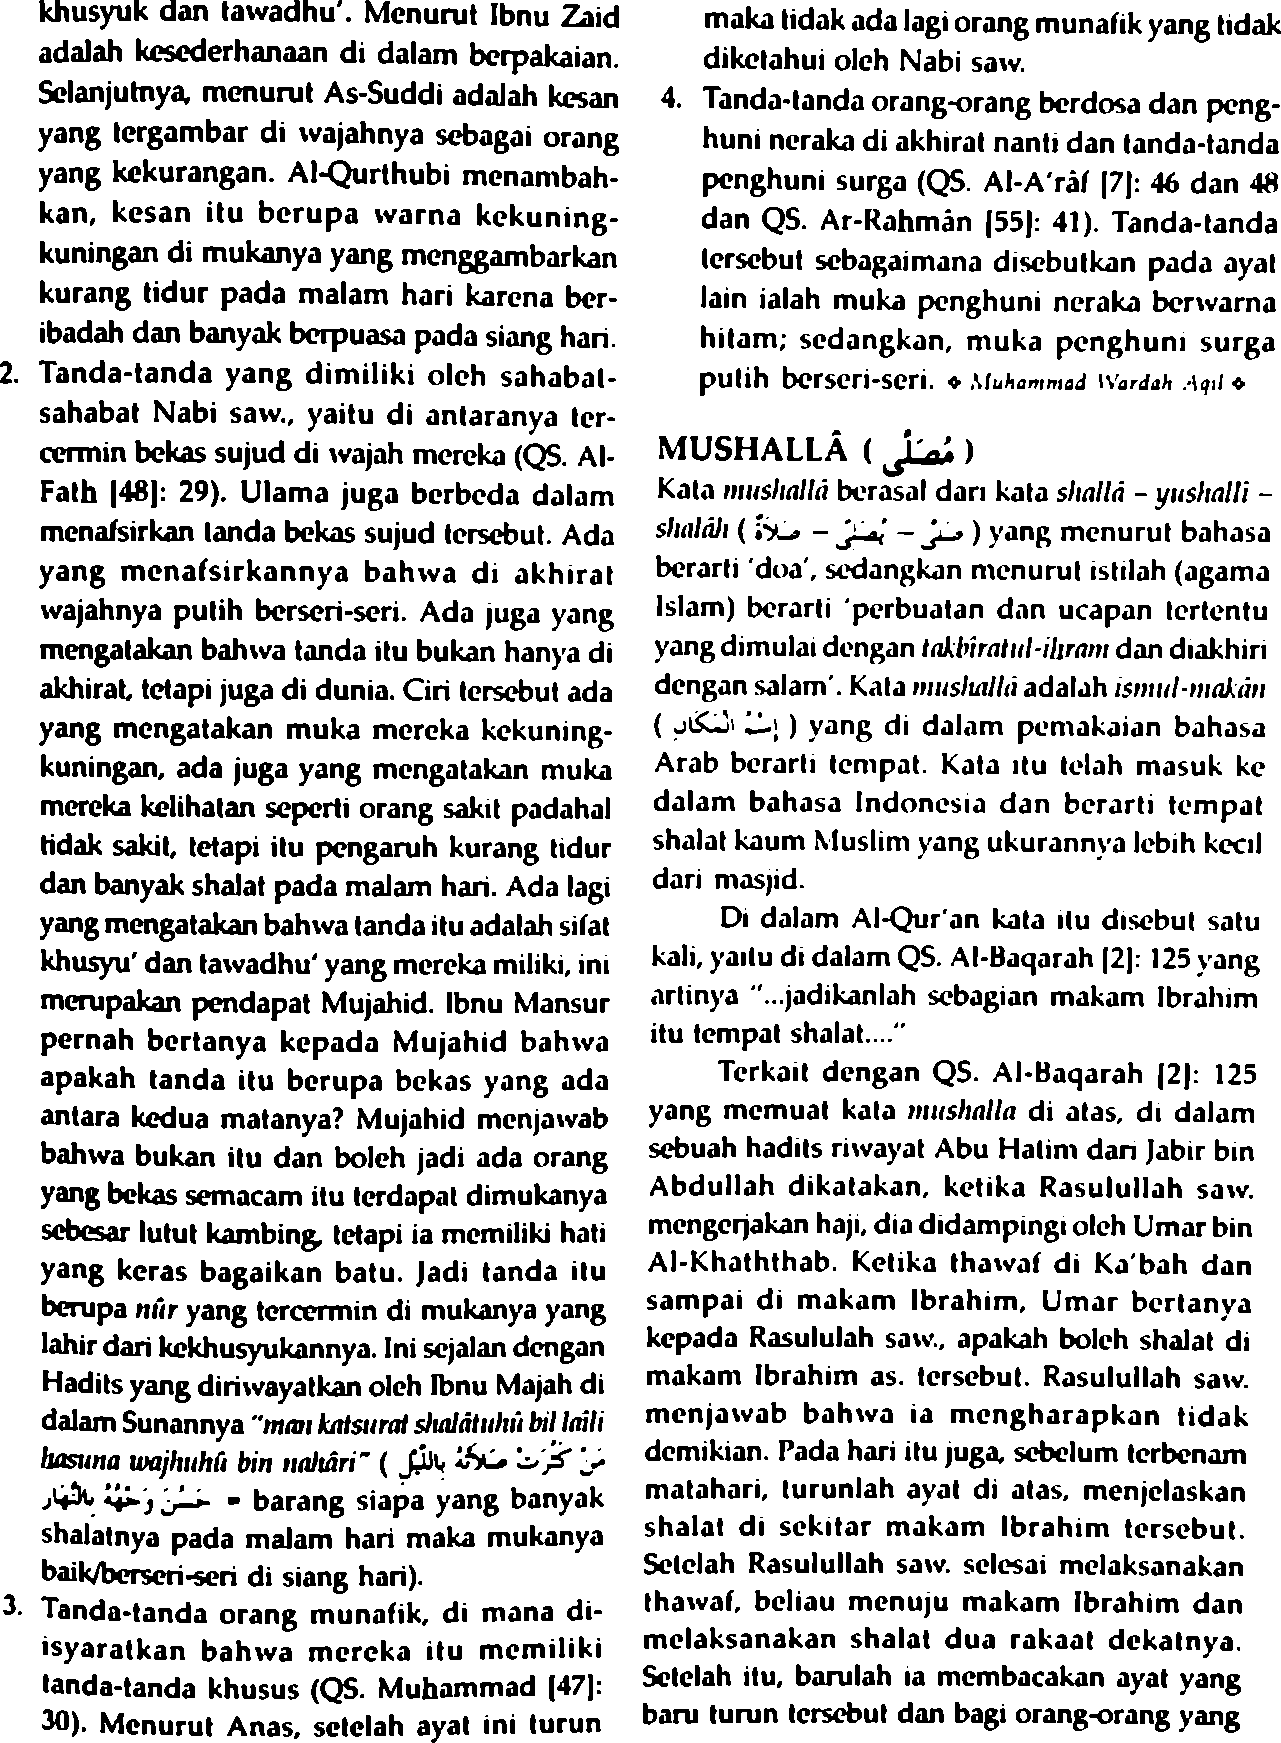 khusyuk dan tawadhu'. Menurut Ibnu Zaid
adalah kesederhanaan di dalam berpakaian.
Selanjutnya, menurut As-Suddi adalah kesan
yang tergambar di wajahnya sebagai orang
yang kekurangan. Al-Qurthubi menambah-
kan, kesan itu berupa warna kekuning-
kuningan di mukanya yang menggambarkan
kurang tidur pada malam hari karena ber-
ibadah dan banyak berpuasa pada siang hari.
2. Tanda-tanda yang dimiliki oleh sahabat-
sahabat Nabi saw., yaitu di antaranya ter-
cermin bekas sujud di wajah mereka (QS. Al-
Fath [48]: 29). Ulama juga berbeda dalam
menafsirkan tanda bekas sujud tersebut. Ada
yang menafsirkannya bahwa di akhirat
wajahnya putih berseri-seri. Ada juga yang
mengatakan bahwa tanda itu bukan hanya di
akhirat, tetapi juga di dunia. Ciri tersebut ada
yang mengatakan muka mereka kekuning-
kuningan, ada juga yang mengatakan muka
mereka kelihatan seperti orang sakit padahal
tidak sakit, tetapi itu pengaruh kurang tidur
dan banyak shalat pada malam hari. Ada lagi
yang mengatakan bahwa tanda itu adalah sifat
khusyu' dan tawadhu' yang mereka miliki, ini
merupakan pendapat Mujahid. Ibnu Mansur
pernah bertanya kepada Mujahid bahwa
apakah tanda itu berupa bekas yang ada
antara kedua matanya? Mujahid menjawab
bahwa bukan itu dan boleh jadi ada orang
yang bekas semacam itu terdapat dimukanya
sebesar lutut kambing, tetapi ia memiliki hati
yang keras bagaikan batu. Jadi tanda itu
berupa nûr yang tercermin di mukanya yang
lahir dari kekhusyukannya. Ini sejalan dengan
Hadits yang diriwayatkan oleh Ibnu Majah di
dalam Sunannya "man katsurat shalâtuhû bil laili
hasuna wajhuhû bin nahâri" ( مَنْ كَثُرَتْ صَلَاتُهُ بِاللَّيْلِ
حَسُنَ وَجْهُهُ بِالنَّهَارِ = barang siapa yang banyak
shalatnya pada malam hari maka mukanya
baik/berseri-seri di siang hari).
3. Tanda-tanda orang munafik, di mana di-
isyaratkan bahwa mereka itu memiliki
tanda-tanda khusus (QS. Muhammad [47]:
30). Menurut Anas, setelah ayat ini turun
maka tidak ada lagi orang munafik yang tidak
diketahui oleh Nabi saw.
4. Tanda-tanda orang-orang berdosa dan peng-
huni neraka di akhirat nanti dan tanda-tanda
penghuni surga (QS. Al-A'râf [7]: 46 dan 48
dan QS. Ar-Rahmân [55]: 41). Tanda-tanda
tersebut sebagaimana disebutkan pada ayat
lain ialah muka penghuni neraka berwarna
hitam; sedangkan, muka penghuni surga
putih berseri-seri. ❖ Muhammad Wardah Aqil ❖
MUSHALLÂ ( مُصَلًّى )
Kata mushallâ berasal dari kata shallâ – yushallî –
shalâh ( صَلَّى – يُصَلِّى – صَلَاةً ) yang menurut bahasa
berarti 'doa', sedangkan menurut istilah (agama
Islam) berarti 'perbuatan dan ucapan tertentu
yang dimulai dengan takbîratul-ihram dan diakhiri
dengan salam'. Kata mushallâ adalah ismul-makân
( اِسْمُ الْمَكَانِ ) yang di dalam pemakaian bahasa
Arab berarti tempat. Kata itu telah masuk ke
dalam bahasa Indonesia dan berarti tempat
shalat kaum Muslim yang ukurannya lebih kecil
dari masjid.
Di dalam Al-Qur'an kata itu disebut satu
kali, yaitu di dalam QS. Al-Baqarah [2]: 125 yang
artinya "...jadikanlah sebagian makam Ibrahim
itu tempat shalat...."
Terkait dengan QS. Al-Baqarah [2]: 125
yang memuat kata mushalla di atas, di dalam
sebuah hadits riwayat Abu Hatim dari Jabir bin
Abdullah dikatakan, ketika Rasulullah saw.
mengerjakan haji, dia didampingi oleh Umar bin
Al-Khaththab. Ketika thawaf di Ka'bah dan
sampai di makam Ibrahim, Umar bertanya
kepada Rasululah saw., apakah boleh shalat di
makam Ibrahim as. tersebut. Rasulullah saw.
menjawab bahwa ia mengharapkan tidak
demikian. Pada hari itu juga, sebelum terbenam
matahari, turunlah ayat di atas, menjelaskan
shalat di sekitar makam Ibrahim tersebut.
Setelah Rasulullah saw. selesai melaksanakan
thawaf, beliau menuju makam Ibrahim dan
melaksanakan shalat dua rakaat dekatnya.
Setelah itu, barulah ia membacakan ayat yang
baru turun tersebut dan bagi orang-orang yang